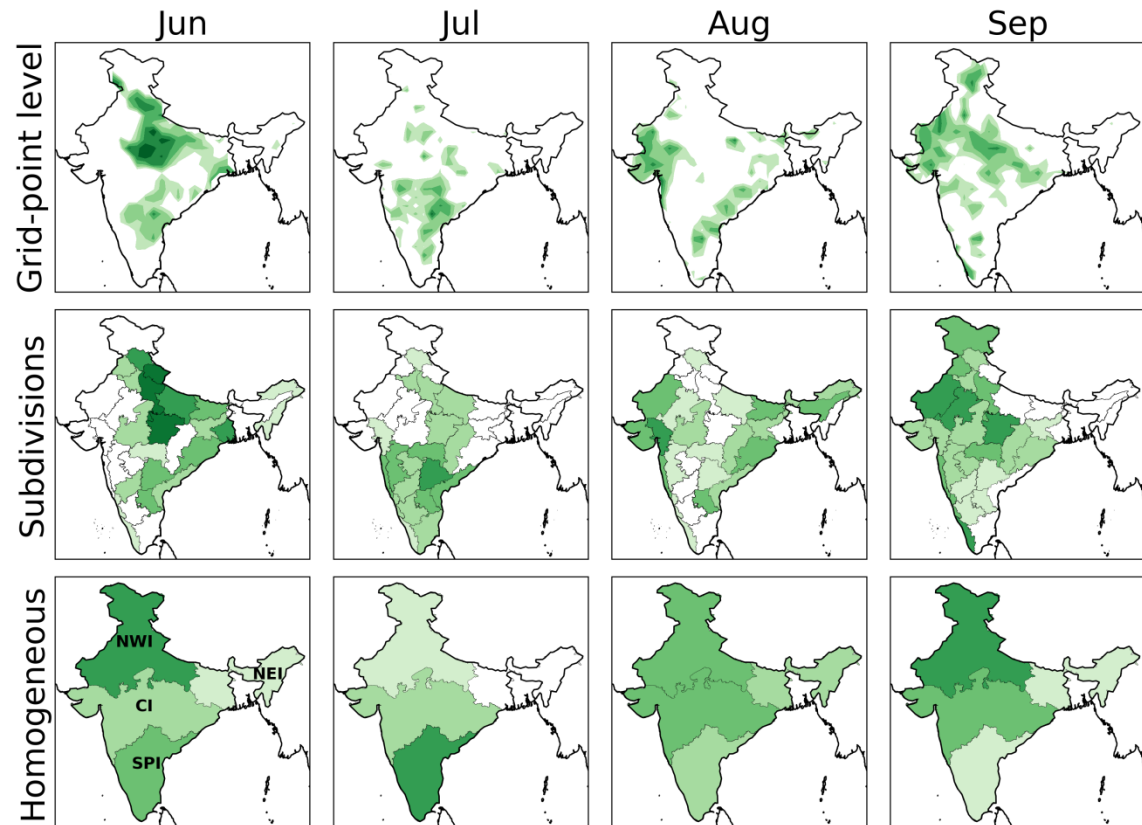 Jun Jul Aug Sep
Grid-point level
Subdivisions
Homogeneous
NWI
NEI
CI
SPI